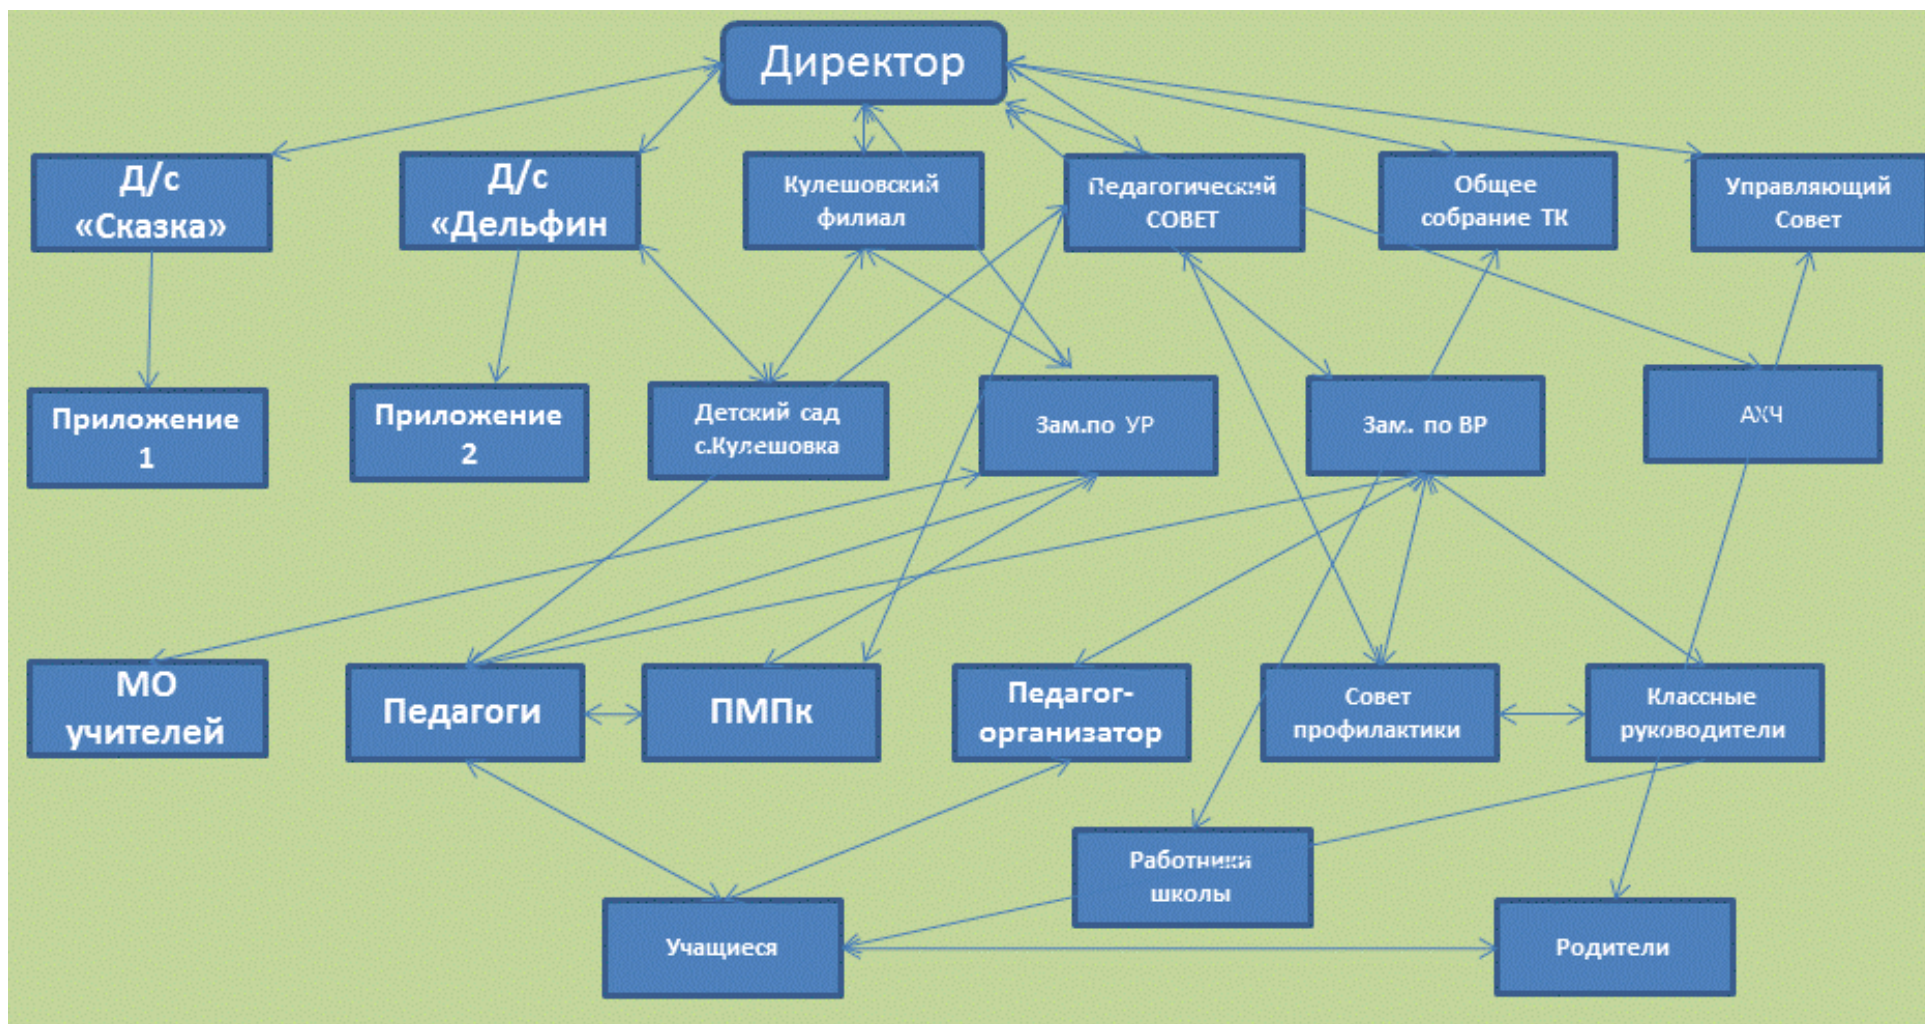 Директор
Д/с
«Сказка»
Д/с
«Дельфин
Кулешовский
филиал
Педагогический
СОВЕТ
Общее
собрание ТК
Управляющий
Совет
Приложение
1
Приложение
2
Детский сад
с.Кулешовка
Зам.по УР
Зам.. по ВР
АХЧ
МО
учителей
Педагоги
ПМПк
Педагог-
организатор
Совет
профилактики
Классные
руководители
Работники
школы
Учащиеся
Родители